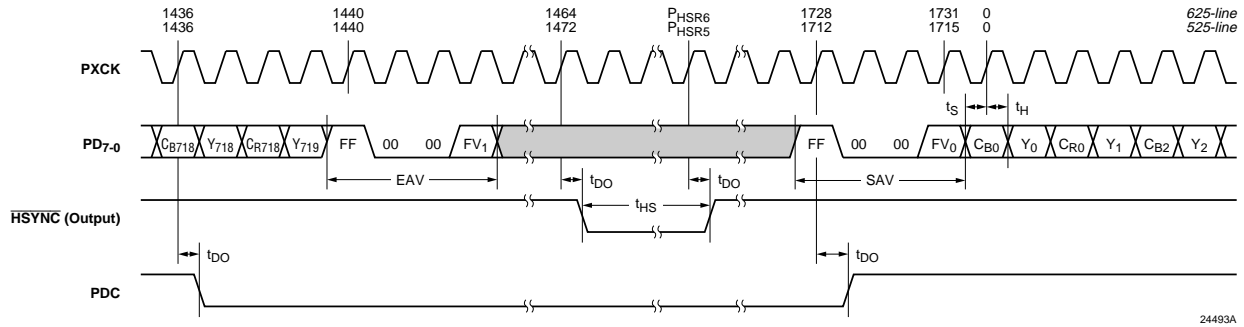 1436 1440 1464 PHSR6 1728 1731 0 625-line
1436 1440 1472 PHSR5 1712 1715 0 525-line
PXCK
tS tH
PD7-0 CB718 Y718 CR718 Y719 FF 00 00 FV1 FF 00 00 FV0 CB0 Y0 CR0 Y1 CB2 Y2
EAV tDO tDO SAV
HSYNC (Output) tHS
tDO tDO
PDC
24493A